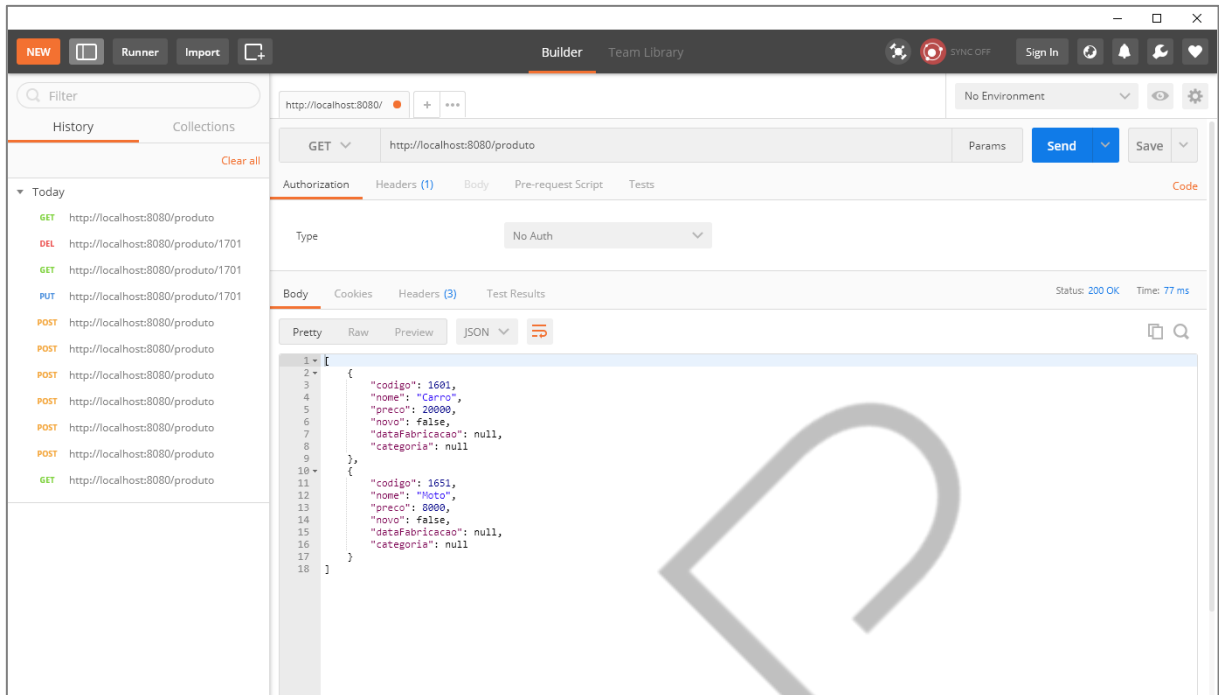 NEW Runner Import Builder Team Library SYNC OFF Sign In
Filter
History Collections
Clear all
Today
GET http://localhost:8080/produto
DEL http://localhost:8080/produto/1701
GET http://localhost:8080/produto/1701
PUT http://localhost:8080/produto/1701
POST http://localhost:8080/produto
POST http://localhost:8080/produto
POST http://localhost:8080/produto
POST http://localhost:8080/produto
POST http://localhost:8080/produto
POST http://localhost:8080/produto
GET http://localhost:8080/produto
http://localhost:8080/ + ••• No Environment
GET http://localhost:8080/produto Params Send Save
Authorization Headers (1) Body Pre-request Script Tests Code
Type No Auth
Body Cookies Headers (3) Test Results Status: 200 OK Time: 77 ms
Pretty Raw Preview JSON
1 [
2 {
3 "codigo": 1601,
4 "nome": "Carro",
5 "preco": 20000,
6 "novo": false,
7 "dataFabricacao": null,
8 "categoria": null
9 },
10 {
11 "codigo": 1651,
12 "nome": "Moto",
13 "preco": 8000,
14 "novo": false,
15 "dataFabricacao": null,
16 "categoria": null
17 }
18 ]